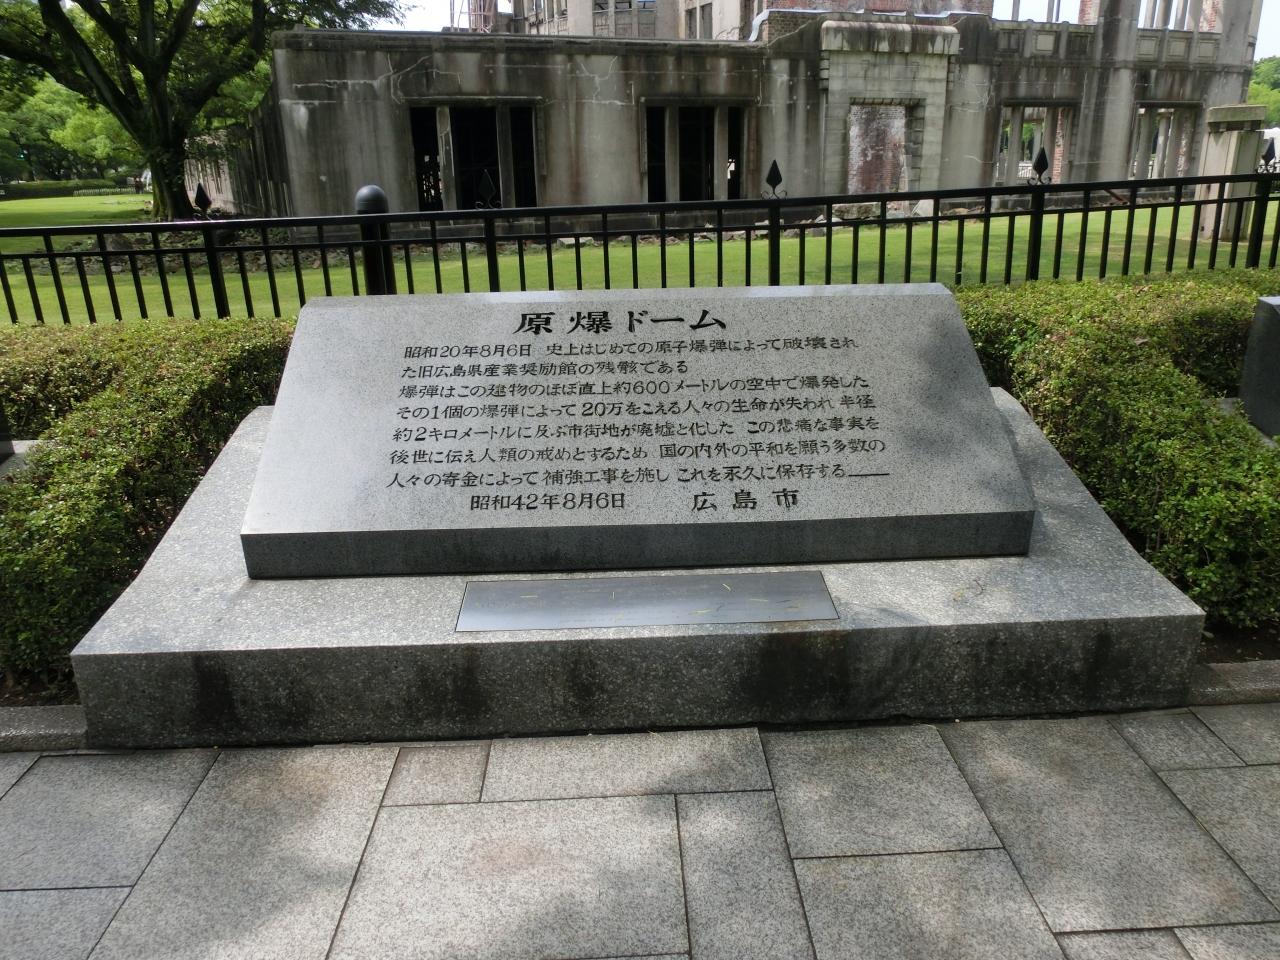 原爆ドーム
昭和20年8月6日 史上はじめての原子爆弾によって破壊され
た旧広島県産業奨励館の残骸である
爆弾はこの建物のほぼ直上約600メートルの空中で爆発した
その1個の爆弾によって20万をこえる人々の生命が失われ 半径
約2キロメートルに及ぶ市街地が廃墟と化した この悲痛な事実を
後世に伝え人類の戒めとするため 国の内外の平和を願う多数の
人々の寄金によって補強工事を施し これを永久に保存する
昭和42年8月6日 広島市